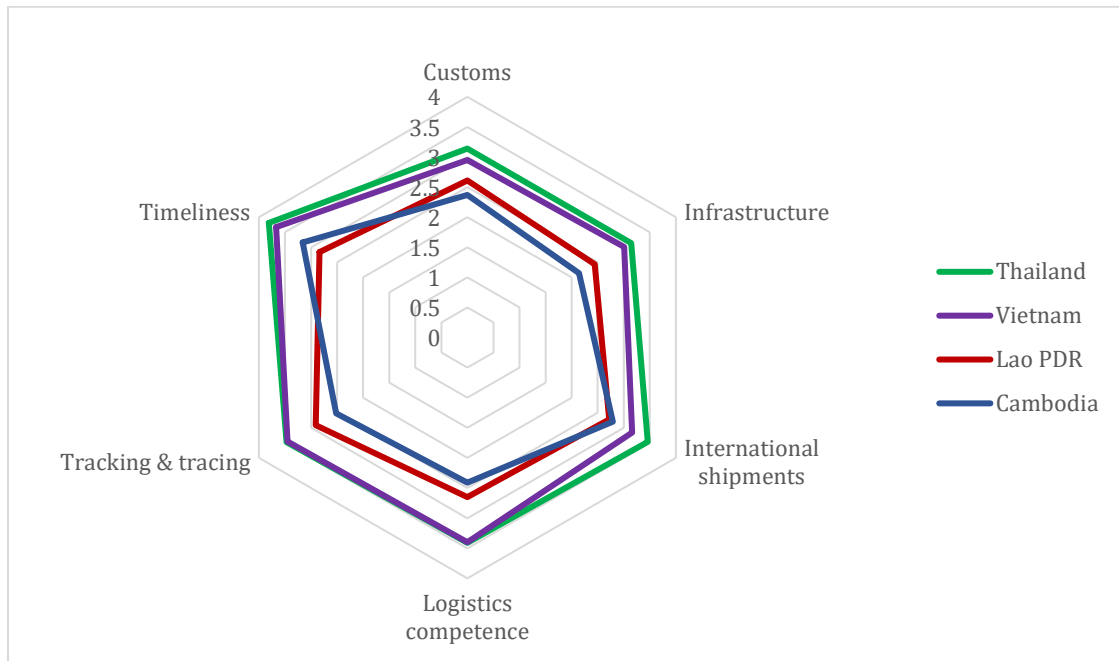 Customs
4
3.5
3
2.5
2
1.5
1
0.5
0
Timeliness
Infrastructure
Tracking & tracing
International
shipments
Logistics
competence
Thailand
Vietnam
Lao PDR
Cambodia